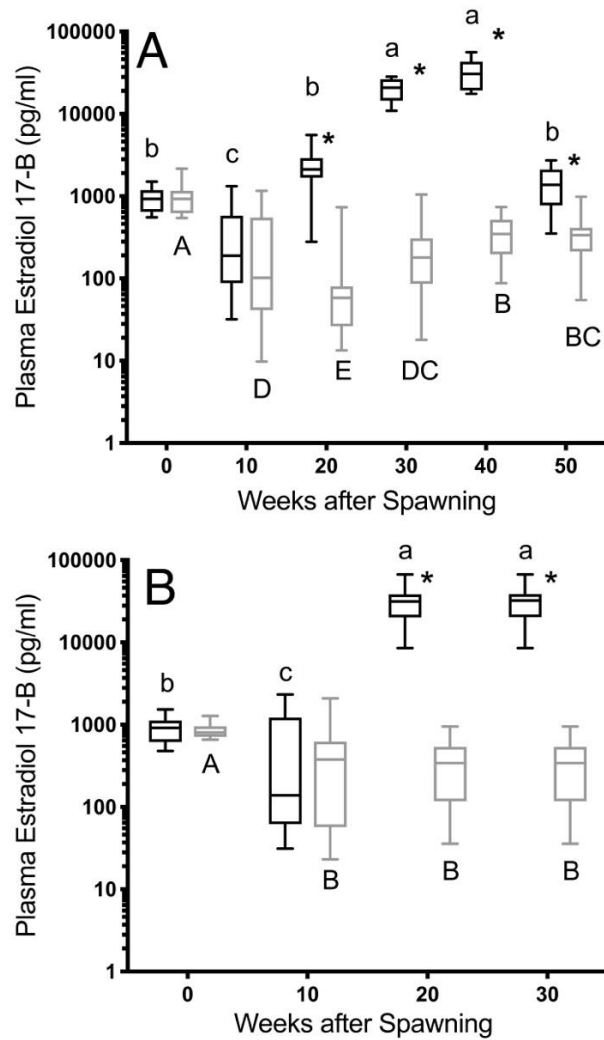 A
Plasma Estradiol 17-B (pg/ml)
100000
10000
1000
100
10
1
b
A
c
D
b
*
E
a
*
DC
a
*
B
b
*
BC
0 10 20 30 40 50
Weeks after Spawning
B
Plasma Estradiol 17-B (pg/ml)
100000
10000
1000
100
10
1
b
A
c
B
a
*
B
a
*
B
0 10 20 30
Weeks after Spawning